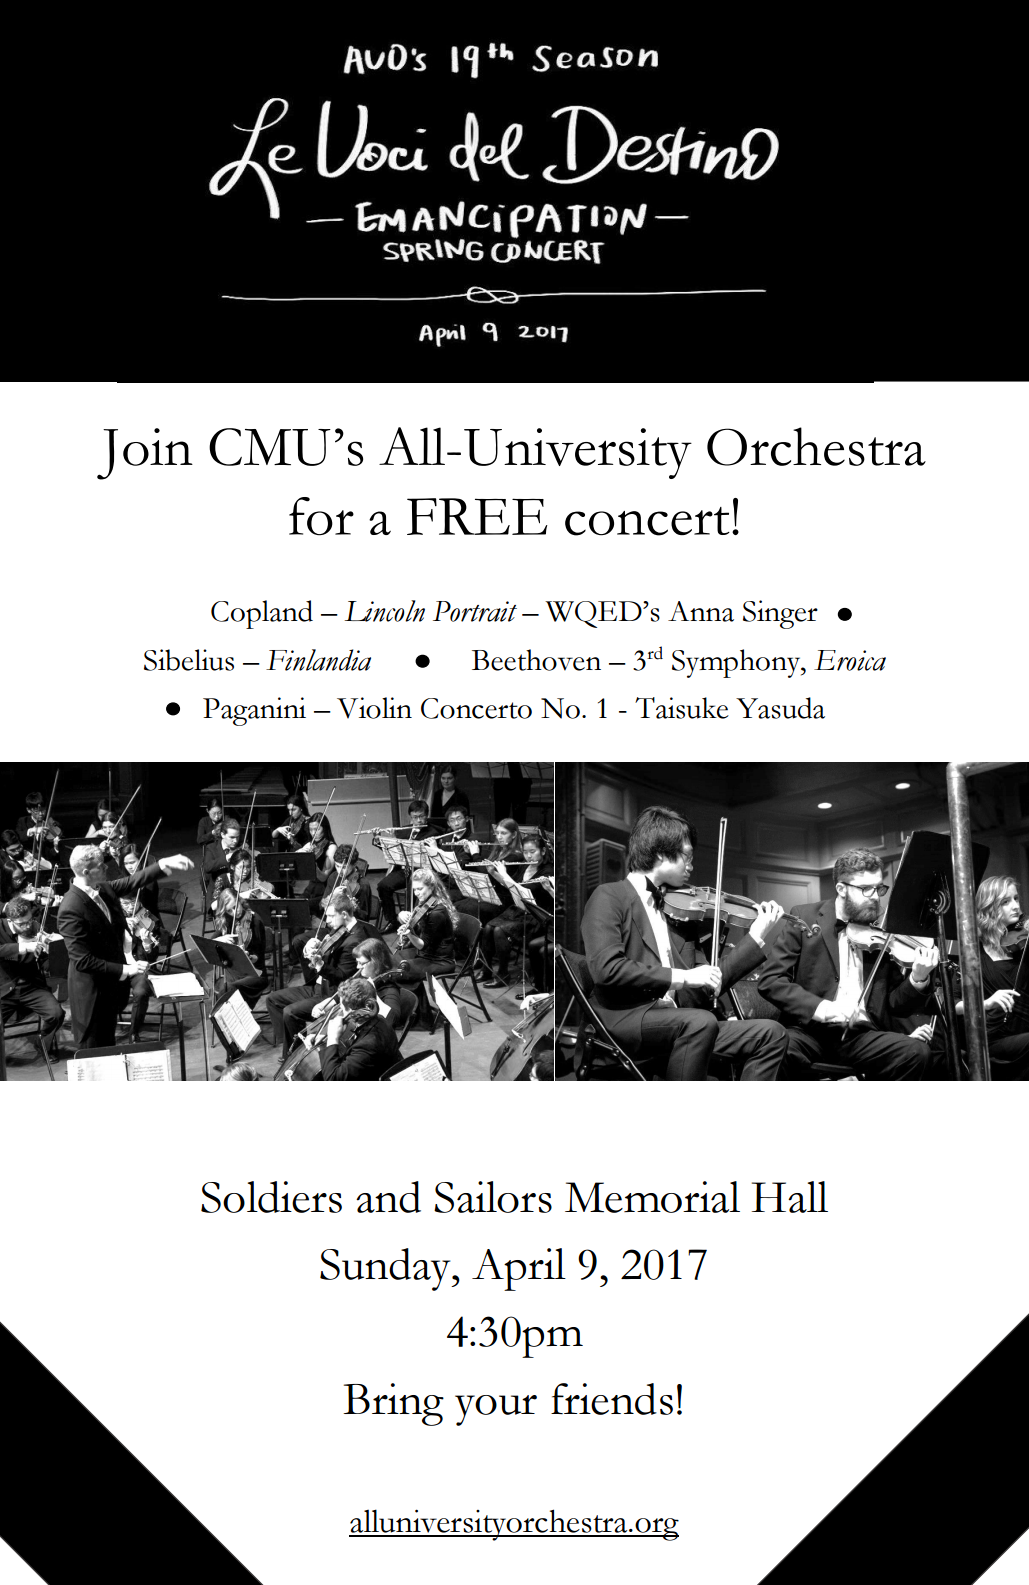 AUO's 19th Season
Le Voci del Destino
— EMANCIPATION —
SPRING CONCERT
April 9 2017
Join CMU’s All-University Orchestra
for a FREE concert!
Copland – Lincoln Portrait – WQED’s Anna Singer ●
Sibelius – Finlandia ● Beethoven – 3rd Symphony, Eroica
● Paganini – Violin Concerto No. 1 - Taisuke Yasuda
Soldiers and Sailors Memorial Hall
Sunday, April 9, 2017
4:30pm
Bring your friends!
alluniversityorchestra.org